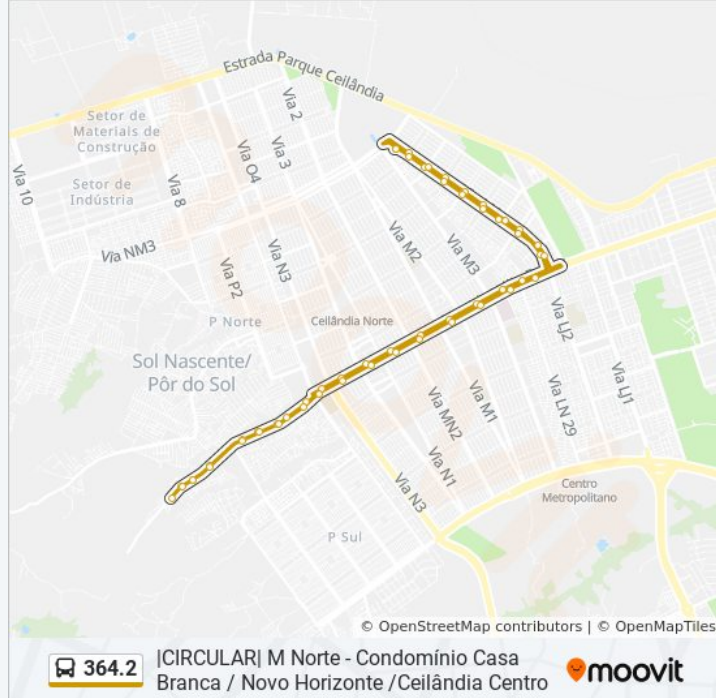 Estrada Parque Ceilândia
Setor de
Materiais de
Construção
Via 2
Via 3
Via O4
Via 10
Via 8
Setor de
Indústria
Via NM3
Via M2
Via M3
Via N3
Via P2
P Norte
Ceilândia Norte
Via LJ2
Sol Nascente/
Pôr do Sol
Via LJ1
Via M1
Via MN2
Via LN 29
Via N1
Via N3
Centro
Metropolitano
P Sul
© OpenStreetMap contributors | © OpenMapTiles
364.2
|CIRCULAR| M Norte - Condomínio Casa
Branca / Novo Horizonte /Ceilândia Centro
moovit